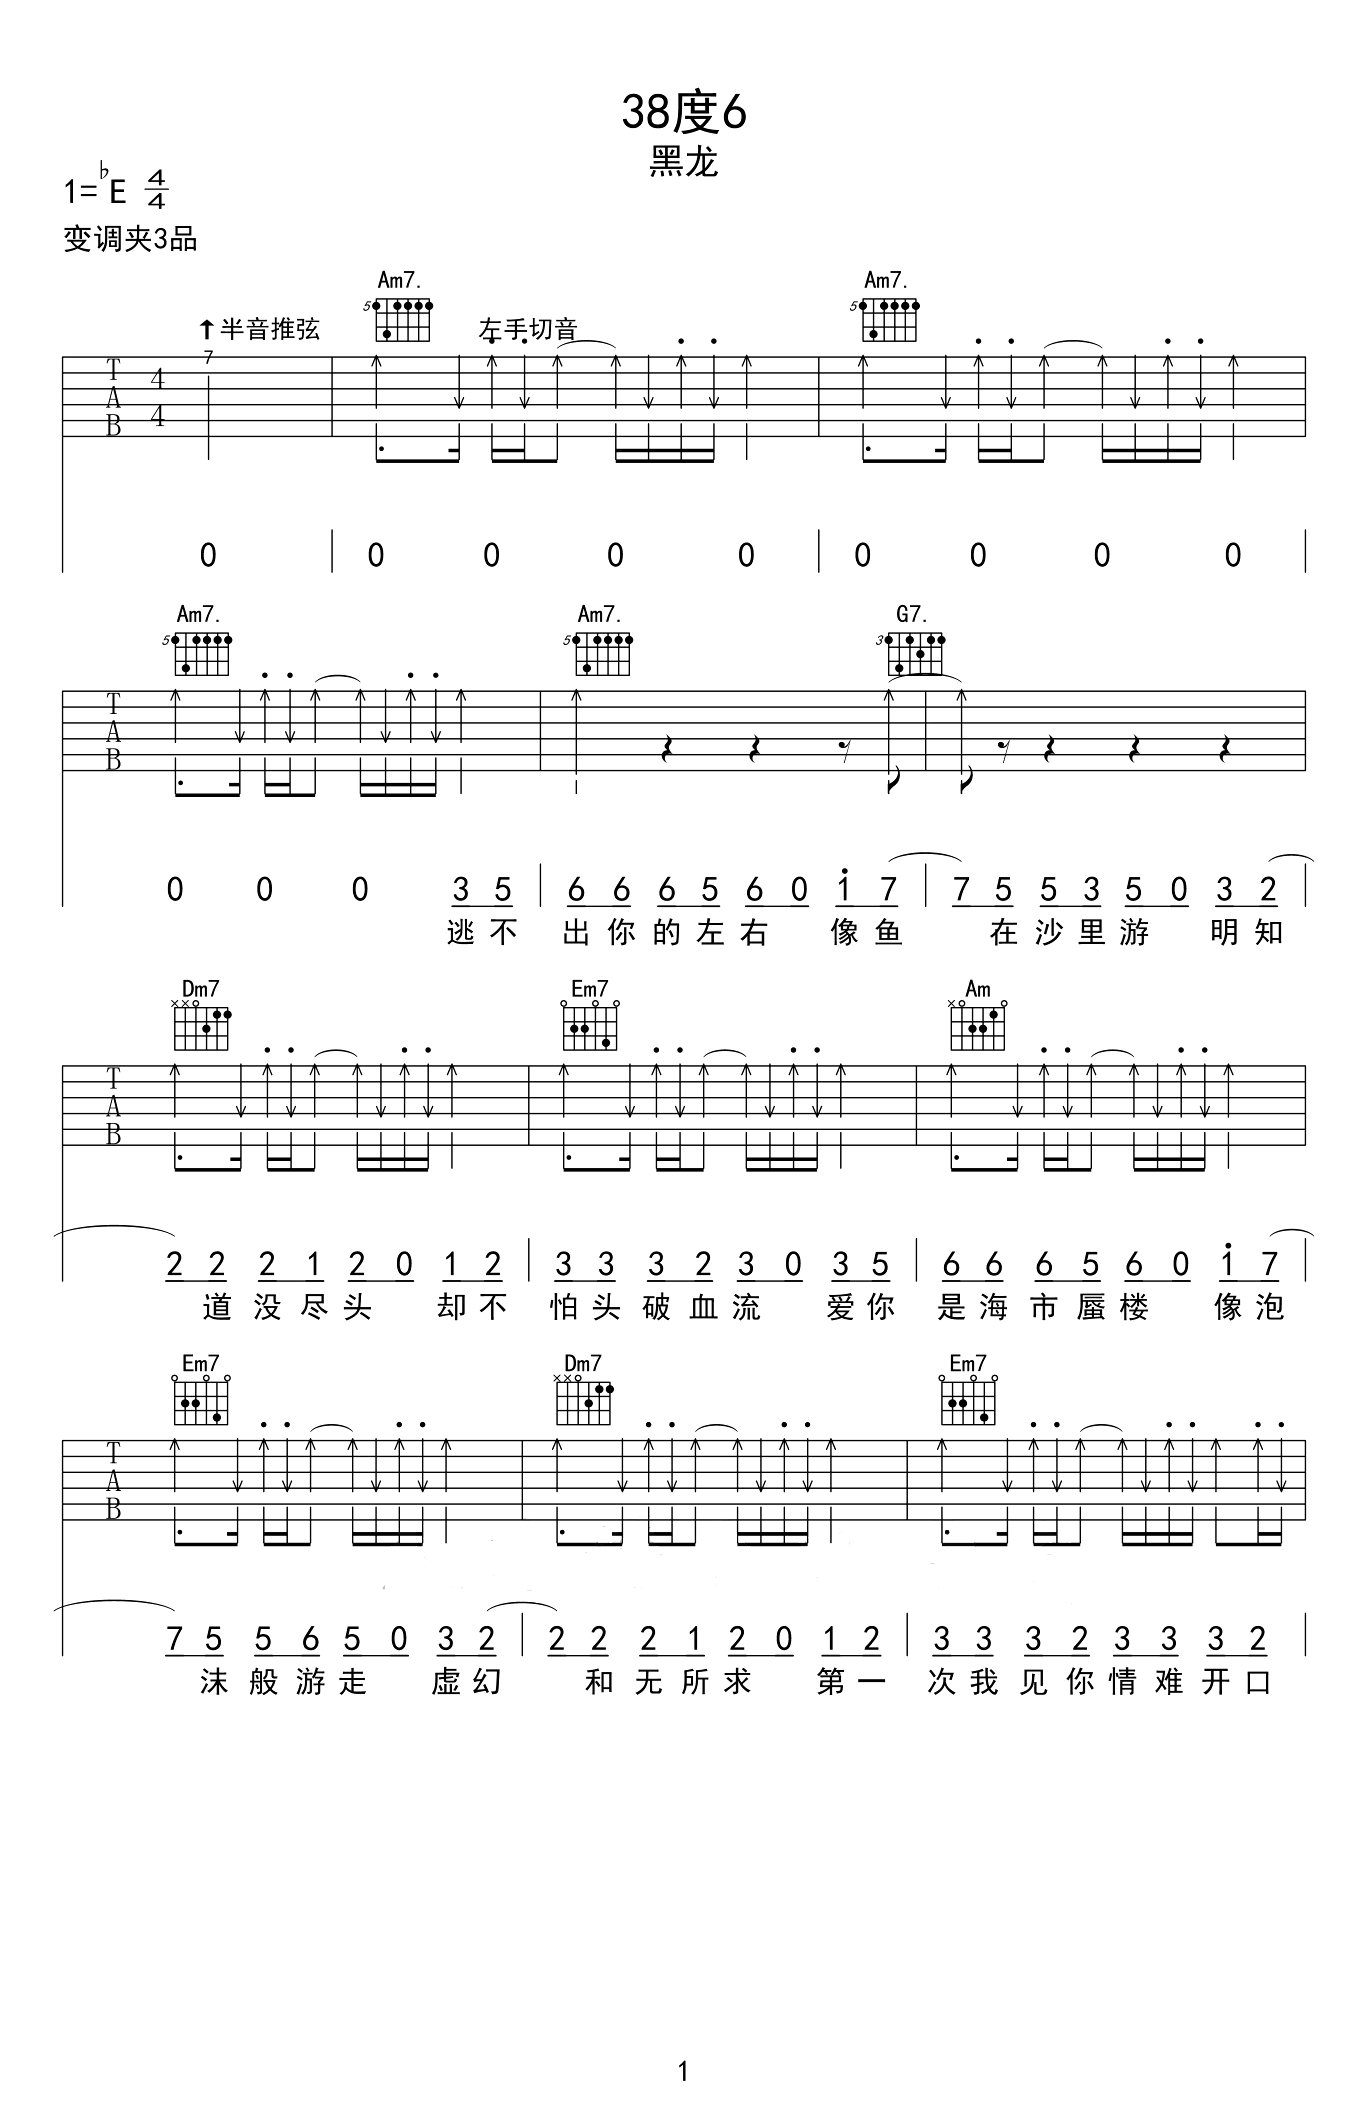 38度6
黑龙
1=♭E 4/4
变调夹3品
Am7. Am7.
5 5
↑半音推弦 左手切音
7
T A B 4 4
0 0 0 0 0 0 0 0 0
Am7. Am7. G7.
5 5 3
T A B
0 0 0 3 5 6 6 6 5 6 0 1̇ 7 7 5 5 3 5 0 3 2
逃不 出你的左右 像鱼 在沙里游 明知
Dm7 Em7 Am
T A B
2 2 2 1 2 0 1 2 3 3 3 2 3 0 3 5 6 6 6 5 6 0 1̇ 7
道没尽头 却不 怕头破血流 爱你 是海市蜃楼 像泡
Em7 Dm7 Em7
T A B
7 5 5 6 5 0 3 2 2 2 2 1 2 0 1 2 3 3 3 2 3 3 3 2
沫般游走 虚幻 和无所求 第一 次我见你情难开口
1